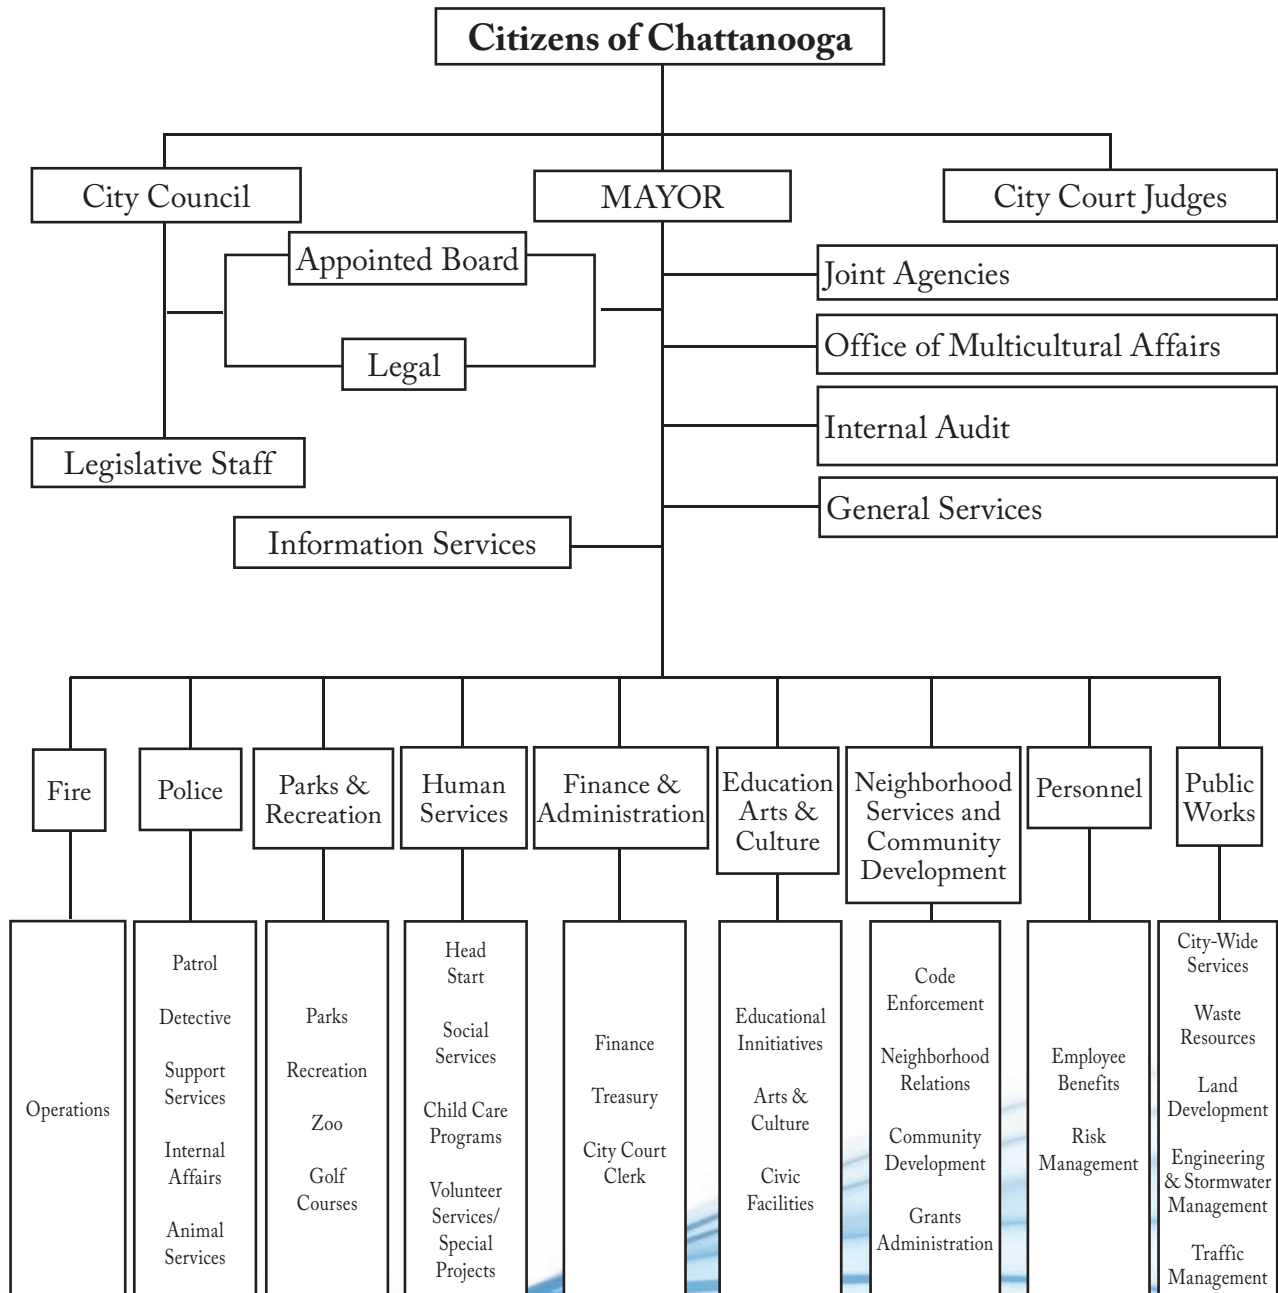 Citizens of Chattanooga
City Council
MAYOR
City Court Judges
Appointed Board
Joint Agencies
Legal
Office of Multicultural Affairs
Internal Audit
Legislative Staff
General Services
Information Services
Fire
Police
Parks &
Recreation
Human
Services
Finance &
Administration
Education
Arts &
Culture
Neighborhood
Services and
Community
Development
Personnel
Public
Works
Operations
Patrol
Detective
Support
Services
Internal
Affairs
Animal
Services
Parks
Recreation
Zoo
Golf
Courses
Head
Start
Social
Services
Child Care
Programs
Volunteer
Services/
Special
Projects
Finance
Treasury
City Court
Clerk
Educational
Innitiatives
Arts &
Culture
Civic
Facilities
Code
Enforcement
Neighborhood
Relations
Community
Development
Grants
Administration
Employee
Benefits
Risk
Management
City-Wide
Services
Waste
Resources
Land
Development
Engineering
& Stormwater
Management
Traffic
Management